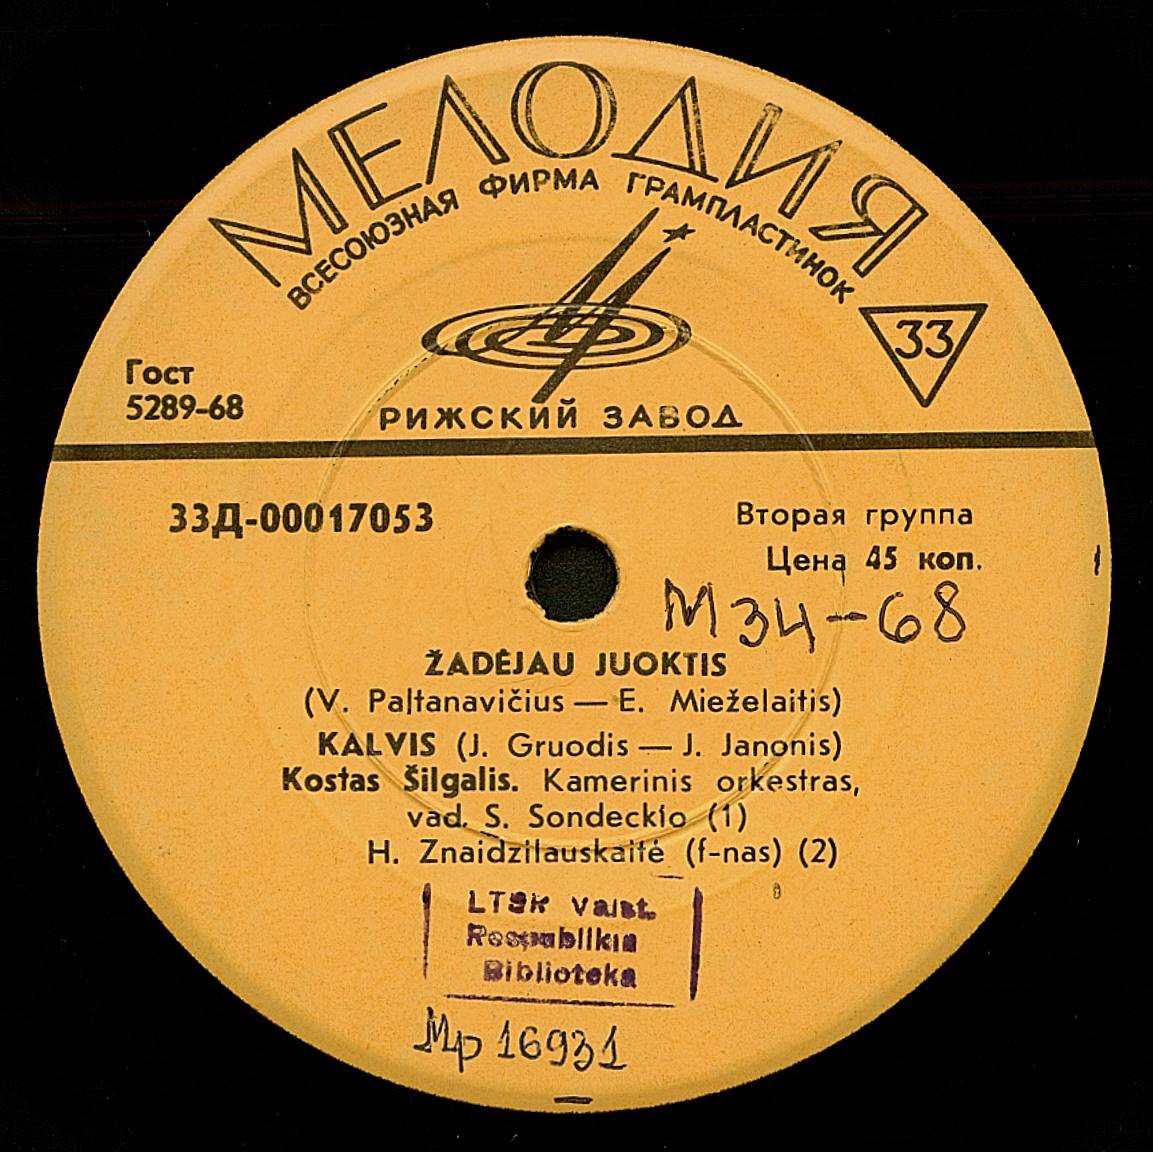 МЕЛОДИЯ
ВСЕСОЮЗНАЯ ФИРМА ГРАМПЛАСТИНОК
33
Гост
5289-68
РИЖСКИЙ ЗАВОД
33Д-00017053
Вторая группа
Цена 45 коп.
М34-68
ŽADĖJAU JUOKTIS
(V. Paltanavičius — E. Mieželaitis)
KALVIS (J. Gruodis — J. Janonis)
Kostas Šilgalis. Kamerinis orkestras,
vad. S. Sondeckio (1)
H. Znaidzilauskaitė (f-nas) (2)
LTSR Valst.
Respublikin
Biblioteka
Mp 16931